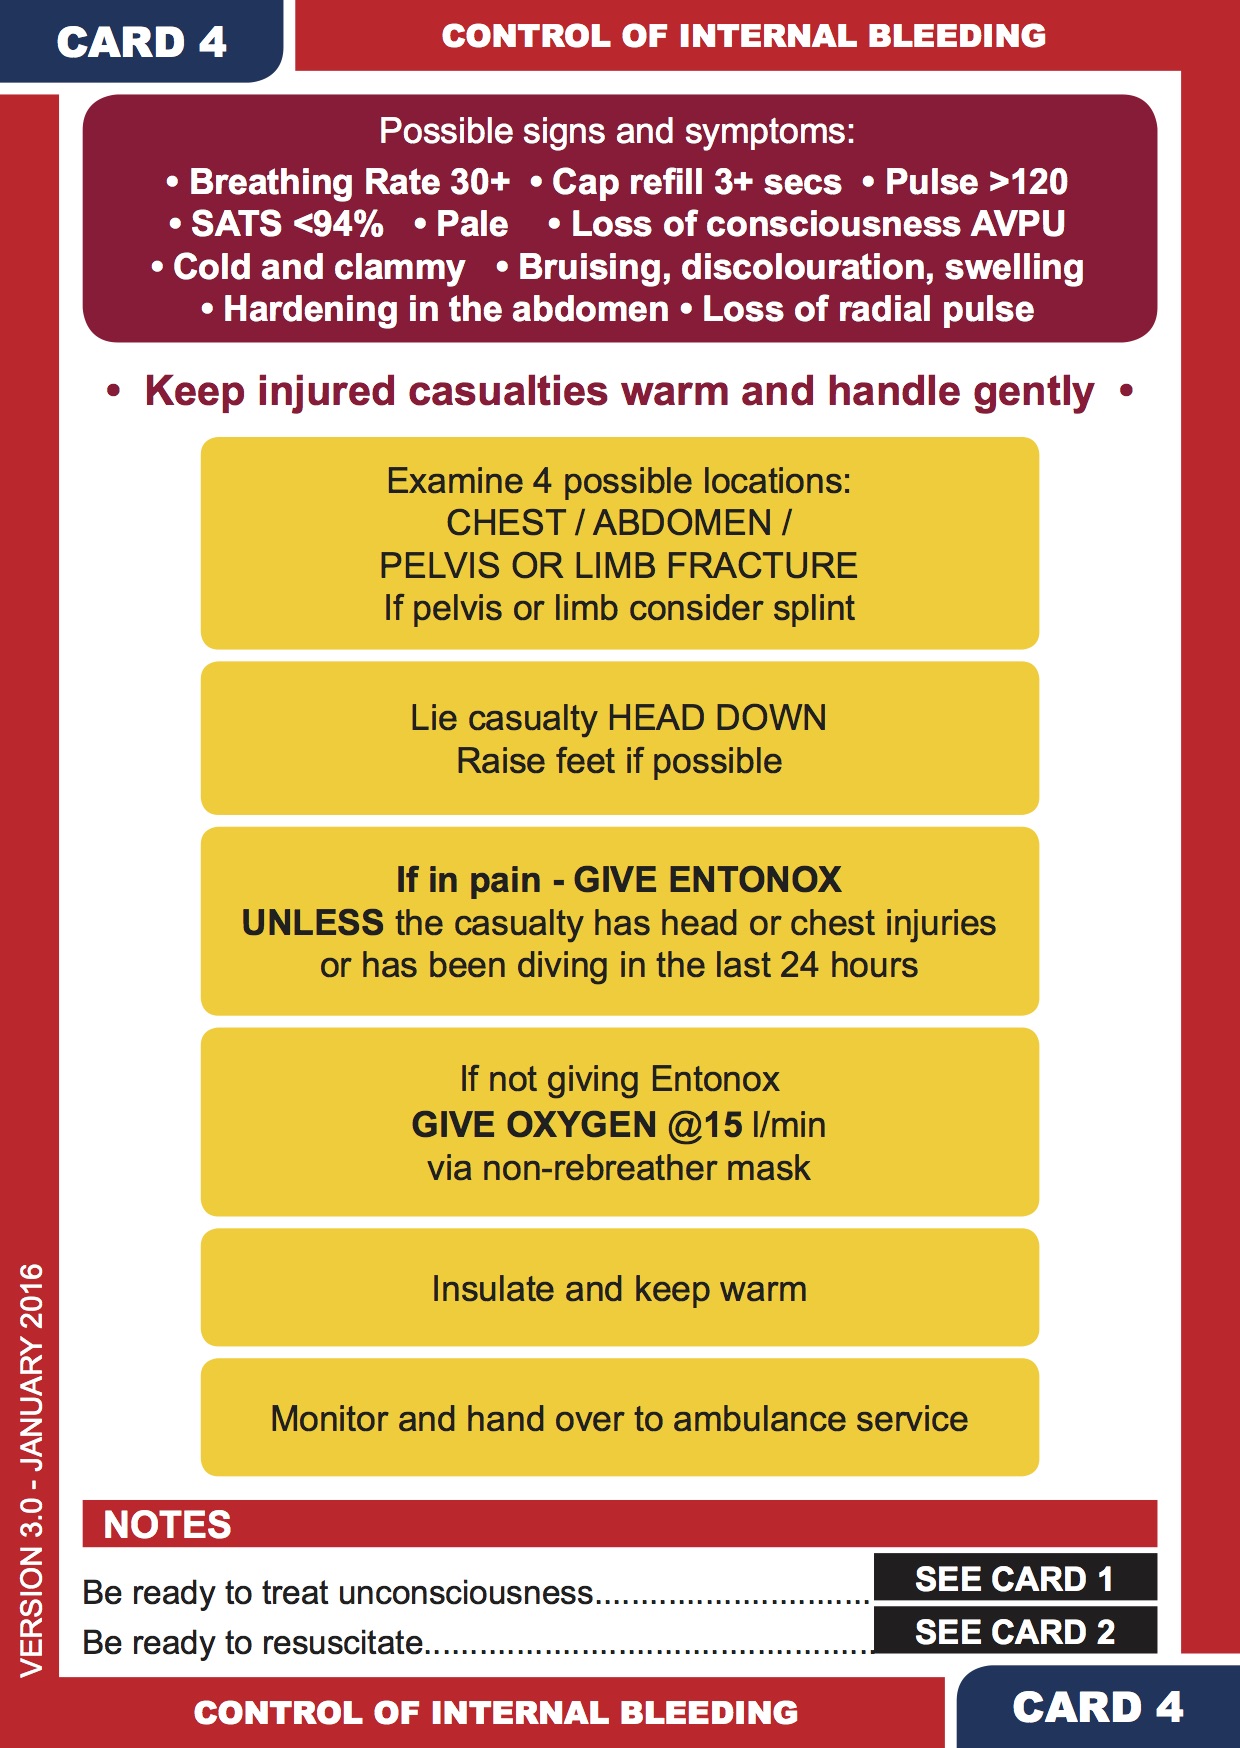 CARD 4
CONTROL OF INTERNAL BLEEDING
Possible signs and symptoms:
• Breathing Rate 30+ • Cap refill 3+ secs • Pulse >120
• SATS <94% • Pale • Loss of consciousness AVPU
• Cold and clammy • Bruising, discolouration, swelling
• Hardening in the abdomen • Loss of radial pulse
• Keep injured casualties warm and handle gently •
Examine 4 possible locations:
CHEST / ABDOMEN /
PELVIS OR LIMB FRACTURE
If pelvis or limb consider splint
Lie casualty HEAD DOWN
Raise feet if possible
If in pain - GIVE ENTONOX
UNLESS the casualty has head or chest injuries
or has been diving in the last 24 hours
If not giving Entonox
GIVE OXYGEN @15 l/min
via non-rebreather mask
Insulate and keep warm
Monitor and hand over to ambulance service
NOTES
Be ready to treat unconsciousness.............................. SEE CARD 1
Be ready to resuscitate................................................. SEE CARD 2
VERSION 3.0 - JANUARY 2016
CONTROL OF INTERNAL BLEEDING
CARD 4